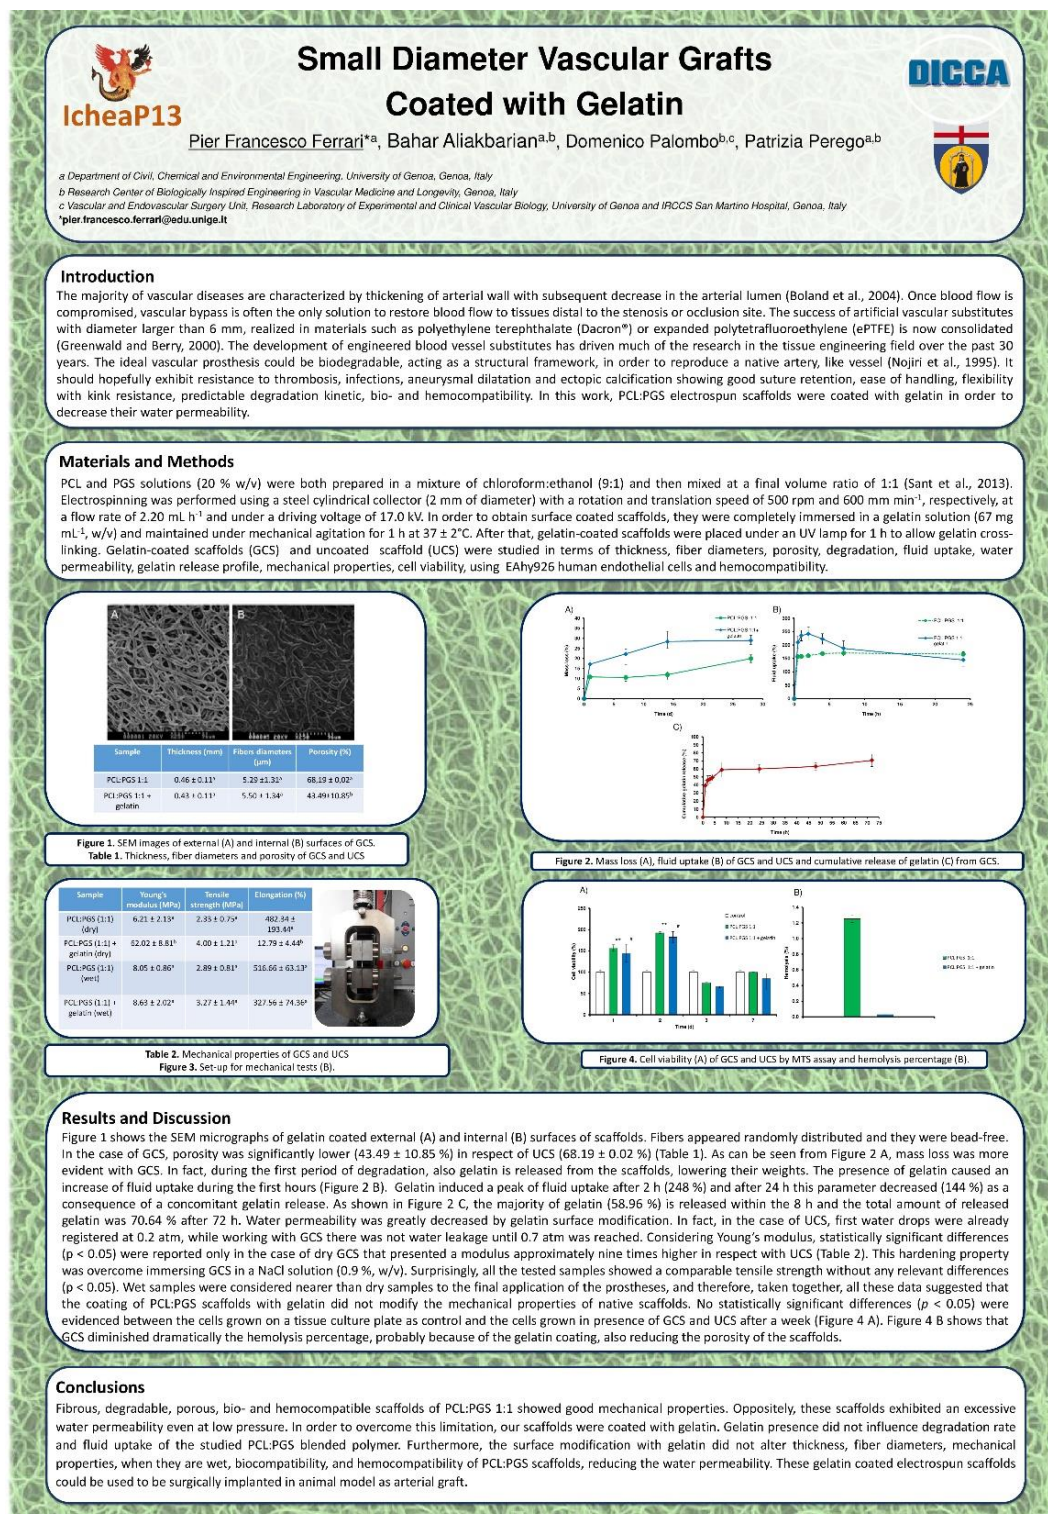 IcheaP13
Small Diameter Vascular Grafts
Coated with Gelatin
DICCA
Pier Francesco Ferrari*a, Bahar Aliakbariana,b, Domenico Palombob,c, Patrizia Peregoa,b
a Department of Civil, Chemical and Environmental Engineering, University of Genoa, Genoa, Italy
b Research Center of Biologically Inspired Engineering in Vascular Medicine and Longevity, Genoa, Italy
c Vascular and Endovascular Surgery Unit, Research Laboratory of Experimental and Clinical Vascular Biology, University of Genoa and IRCCS San Martino Hospital, Genoa, Italy
*pier.francesco.ferrari@edu.unige.it
Introduction
The majority of vascular diseases are characterized by thickening of arterial wall with subsequent decrease in the arterial lumen (Boland et al., 2004). Once blood flow is
compromised, vascular bypass is often the only solution to restore blood flow to tissues distal to the stenosis or occlusion site. The success of artificial vascular substitutes
with diameter larger than 6 mm, realized in materials such as polyethylene terephthalate (Dacron®) or expanded polytetrafluoroethylene (ePTFE) is now consolidated
(Greenwald and Berry, 2000). The development of engineered blood vessel substitutes has driven much of the research in the tissue engineering field over the past 30
years. The ideal vascular prosthesis could be biodegradable, acting as a structural framework, in order to reproduce a native artery, like vessel (Nojiri et al., 1995). It
should hopefully exhibit resistance to thrombosis, infections, aneurysmal dilatation and ectopic calcification showing good suture retention, ease of handling, flexibility
with kink resistance, predictable degradation kinetic, bio- and hemocompatibility. In this work, PCL:PGS electrospun scaffolds were coated with gelatin in order to
decrease their water permeability.
Materials and Methods
PCL and PGS solutions (20 % w/v) were both prepared in a mixture of chloroform:ethanol (9:1) and then mixed at a final volume ratio of 1:1 (Sant et al., 2013).
Electrospinning was performed using a steel cylindrical collector (2 mm of diameter) with a rotation and translation speed of 500 rpm and 600 mm min-1, respectively, at
a flow rate of 2.20 mL h-1 and under a driving voltage of 17.0 kV. In order to obtain surface coated scaffolds, they were completely immersed in a gelatin solution (67 mg
mL-1, w/v) and maintained under mechanical agitation for 1 h at 37 ± 2°C. After that, gelatin-coated scaffolds were placed under an UV lamp for 1 h to allow gelatin cross-
linking. Gelatin-coated scaffolds (GCS) and uncoated scaffold (UCS) were studied in terms of thickness, fiber diameters, porosity, degradation, fluid uptake, water
permeability, gelatin release profile, mechanical properties, cell viability, using EAhy926 human endothelial cells and hemocompatibility.
A B
Sample Thickness (mm) Fibers diameters (µm) Porosity (%)
PCL:PGS 1:1 0.46 ± 0.11a 5.29 ±1.31a 68,19 ± 0,02a
PCL:PGS 1:1 + gelatin 0.43 ± 0.11a 5.50 ± 1.34a 43.49±10.85b
Figure 1. SEM images of external (A) and internal (B) surfaces of GCS.
Table 1. Thickness, fiber diameters and porosity of GCS and UCS
A)
Mass loss (%)
Time (d)
PCL:PGS 1:1
PCL:PGS 1:1 + gelatin
B)
Fluid uptake (%)
Time (h)
PCL:PGS 1:1
PCL:PGS 1:1
C)
Cumulative gelatin release (%)
Time (h)
Figure 2. Mass loss (A), fluid uptake (B) of GCS and UCS and cumulative release of gelatin (C) from GCS.
Sample Young's modulus (MPa) Tensile strength (MPa) Elongation (%)
PCL:PGS (1:1) (dry) 6.21 ± 2.13a 2.33 ± 0.75a 482.34 ± 193.44a
PCL:PGS (1:1) + gelatin (dry) 62.02 ± 8.81b 4.00 ± 1.21a 12.79 ± 4.44b
PCL:PGS (1:1) (wet) 8.05 ± 0.86a 2.89 ± 0.81a 516.66 ± 63.13a
PCL:PGS (1:1) + gelatin (wet) 8.63 ± 2.02a 3.27 ± 1.44a 327.56 ± 74.36a
Table 2. Mechanical properties of GCS and UCS
Figure 3. Set-up for mechanical tests (B).
A)
Cell viability (%)
Time (d)
control
PCL:PGS 1:1
PCL:PGS 1:1 + gelatin
B)
Hemolysis (%)
PCL:PGS 1:1
PCL:PGS 1:1 + gelatin
Figure 4. Cell viability (A) of GCS and UCS by MTS assay and hemolysis percentage (B).
Results and Discussion
Figure 1 shows the SEM micrographs of gelatin coated external (A) and internal (B) surfaces of scaffolds. Fibers appeared randomly distributed and they were bead-free.
In the case of GCS, porosity was significantly lower (43.49 ± 10.85 %) in respect of UCS (68.19 ± 0.02 %) (Table 1). As can be seen from Figure 2 A, mass loss was more
evident with GCS. In fact, during the first period of degradation, also gelatin is released from the scaffolds, lowering their weights. The presence of gelatin caused an
increase of fluid uptake during the first hours (Figure 2 B). Gelatin induced a peak of fluid uptake after 2 h (248 %) and after 24 h this parameter decreased (144 %) as a
consequence of a concomitant gelatin release. As shown in Figure 2 C, the majority of gelatin (58.96 %) is released within the 8 h and the total amount of released
gelatin was 70.64 % after 72 h. Water permeability was greatly decreased by gelatin surface modification. In fact, in the case of UCS, first water drops were already
registered at 0.2 atm, while working with GCS there was not water leakage until 0.7 atm was reached. Considering Young's modulus, statistically significant differences
(p < 0.05) were reported only in the case of dry GCS that presented a modulus approximately nine times higher in respect with UCS (Table 2). This hardening property
was overcome immersing GCS in a NaCl solution (0.9 %, w/v). Surprisingly, all the tested samples showed a comparable tensile strength without any relevant differences
(p < 0.05). Wet samples were considered nearer than dry samples to the final application of the prostheses, and therefore, taken together, all these data suggested that
the coating of PCL:PGS scaffolds with gelatin did not modify the mechanical properties of native scaffolds. No statistically significant differences (p < 0.05) were
evidenced between the cells grown on a tissue culture plate as control and the cells grown in presence of GCS and UCS after a week (Figure 4 A). Figure 4 B shows that
GCS diminished dramatically the hemolysis percentage, probably because of the gelatin coating, also reducing the porosity of the scaffolds.
Conclusions
Fibrous, degradable, porous, bio- and hemocompatible scaffolds of PCL:PGS 1:1 showed good mechanical properties. Oppositely, these scaffolds exhibited an excessive
water permeability even at low pressure. In order to overcome this limitation, our scaffolds were coated with gelatin. Gelatin presence did not influence degradation rate
and fluid uptake of the studied PCL:PGS blended polymer. Furthermore, the surface modification with gelatin did not alter thickness, fiber diameters, mechanical
properties, when they are wet, biocompatibility, and hemocompatibility of PCL:PGS scaffolds, reducing the water permeability. These gelatin coated electrospun scaffolds
could be used to be surgically implanted in animal model as arterial graft.